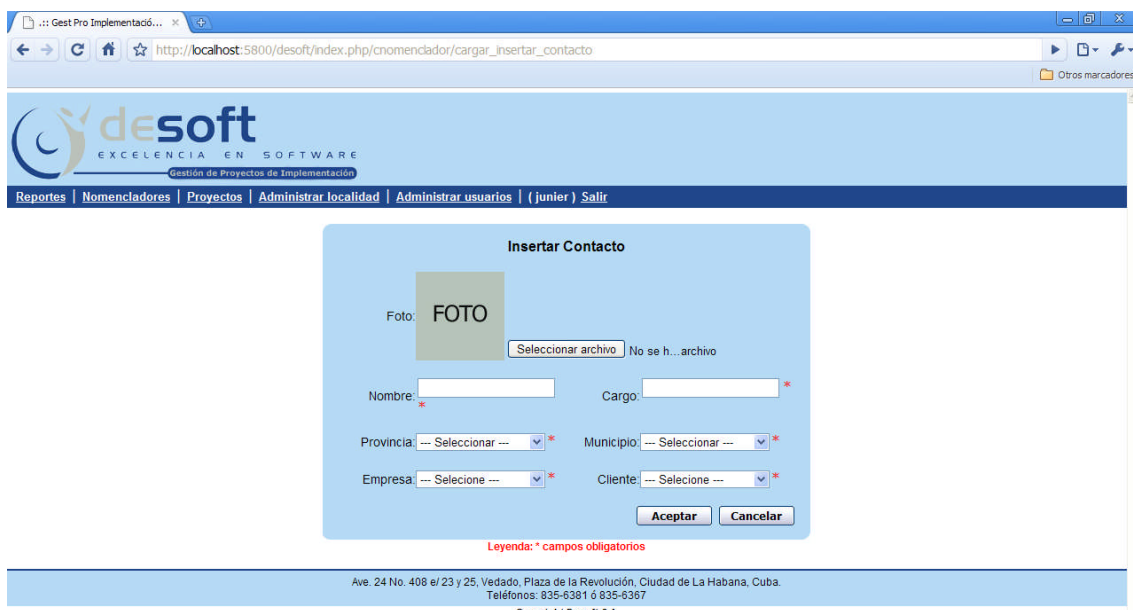 .:: Gest Pro Implementació...
http://localhost:5800/desoft/index.php/cnomenclador/cargar_insertar_contacto
Otros marcadores
desoft
EXCELENCIA EN SOFTWARE
Gestión de Proyectos de Implementación
Reportes | Nomencladores | Proyectos | Administrar localidad | Administrar usuarios | ( junier ) Salir
Insertar Contacto
Foto: FOTO
Seleccionar archivo No se h...archivo
Nombre: * Cargo: *
Provincia: --- Seleccionar --- * Municipio: --- Seleccionar --- *
Empresa: --- Selecione --- * Cliente: --- Selecione --- *
Aceptar Cancelar
Leyenda: * campos obligatorios
Ave. 24 No. 408 e/ 23 y 25, Vedado, Plaza de la Revolución, Ciudad de La Habana, Cuba.
Teléfonos: 835-6381 ó 835-6367